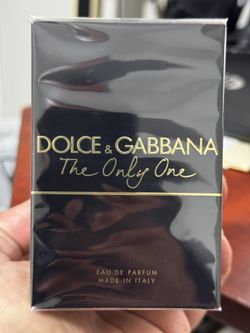 DOLCE & GABBANA
The Only One
EAU DE PARFUM
MADE IN ITALY